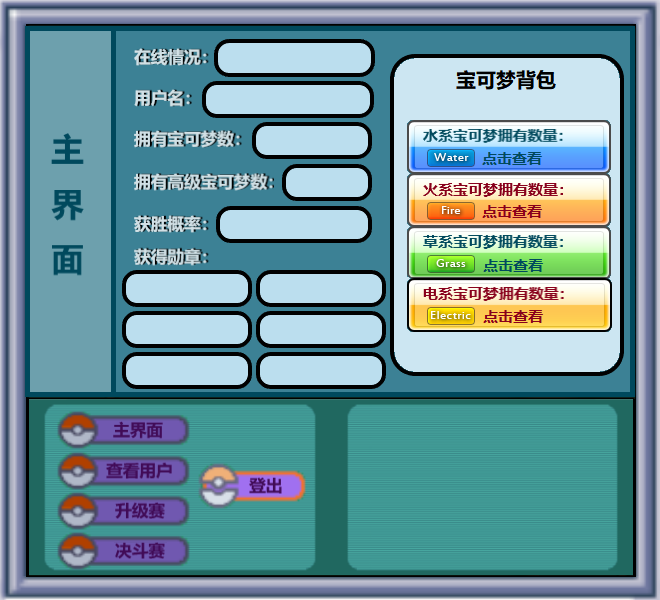 主
界
面
在线情况:
用户名:
拥有宝可梦数:
拥有高级宝可梦数:
获胜概率:
获得勋章:
宝可梦背包
水系宝可梦拥有数量:
Water 点击查看
火系宝可梦拥有数量:
Fire 点击查看
草系宝可梦拥有数量:
Grass 点击查看
电系宝可梦拥有数量:
Electric 点击查看
主界面
查看用户
升级赛
决斗赛
登出